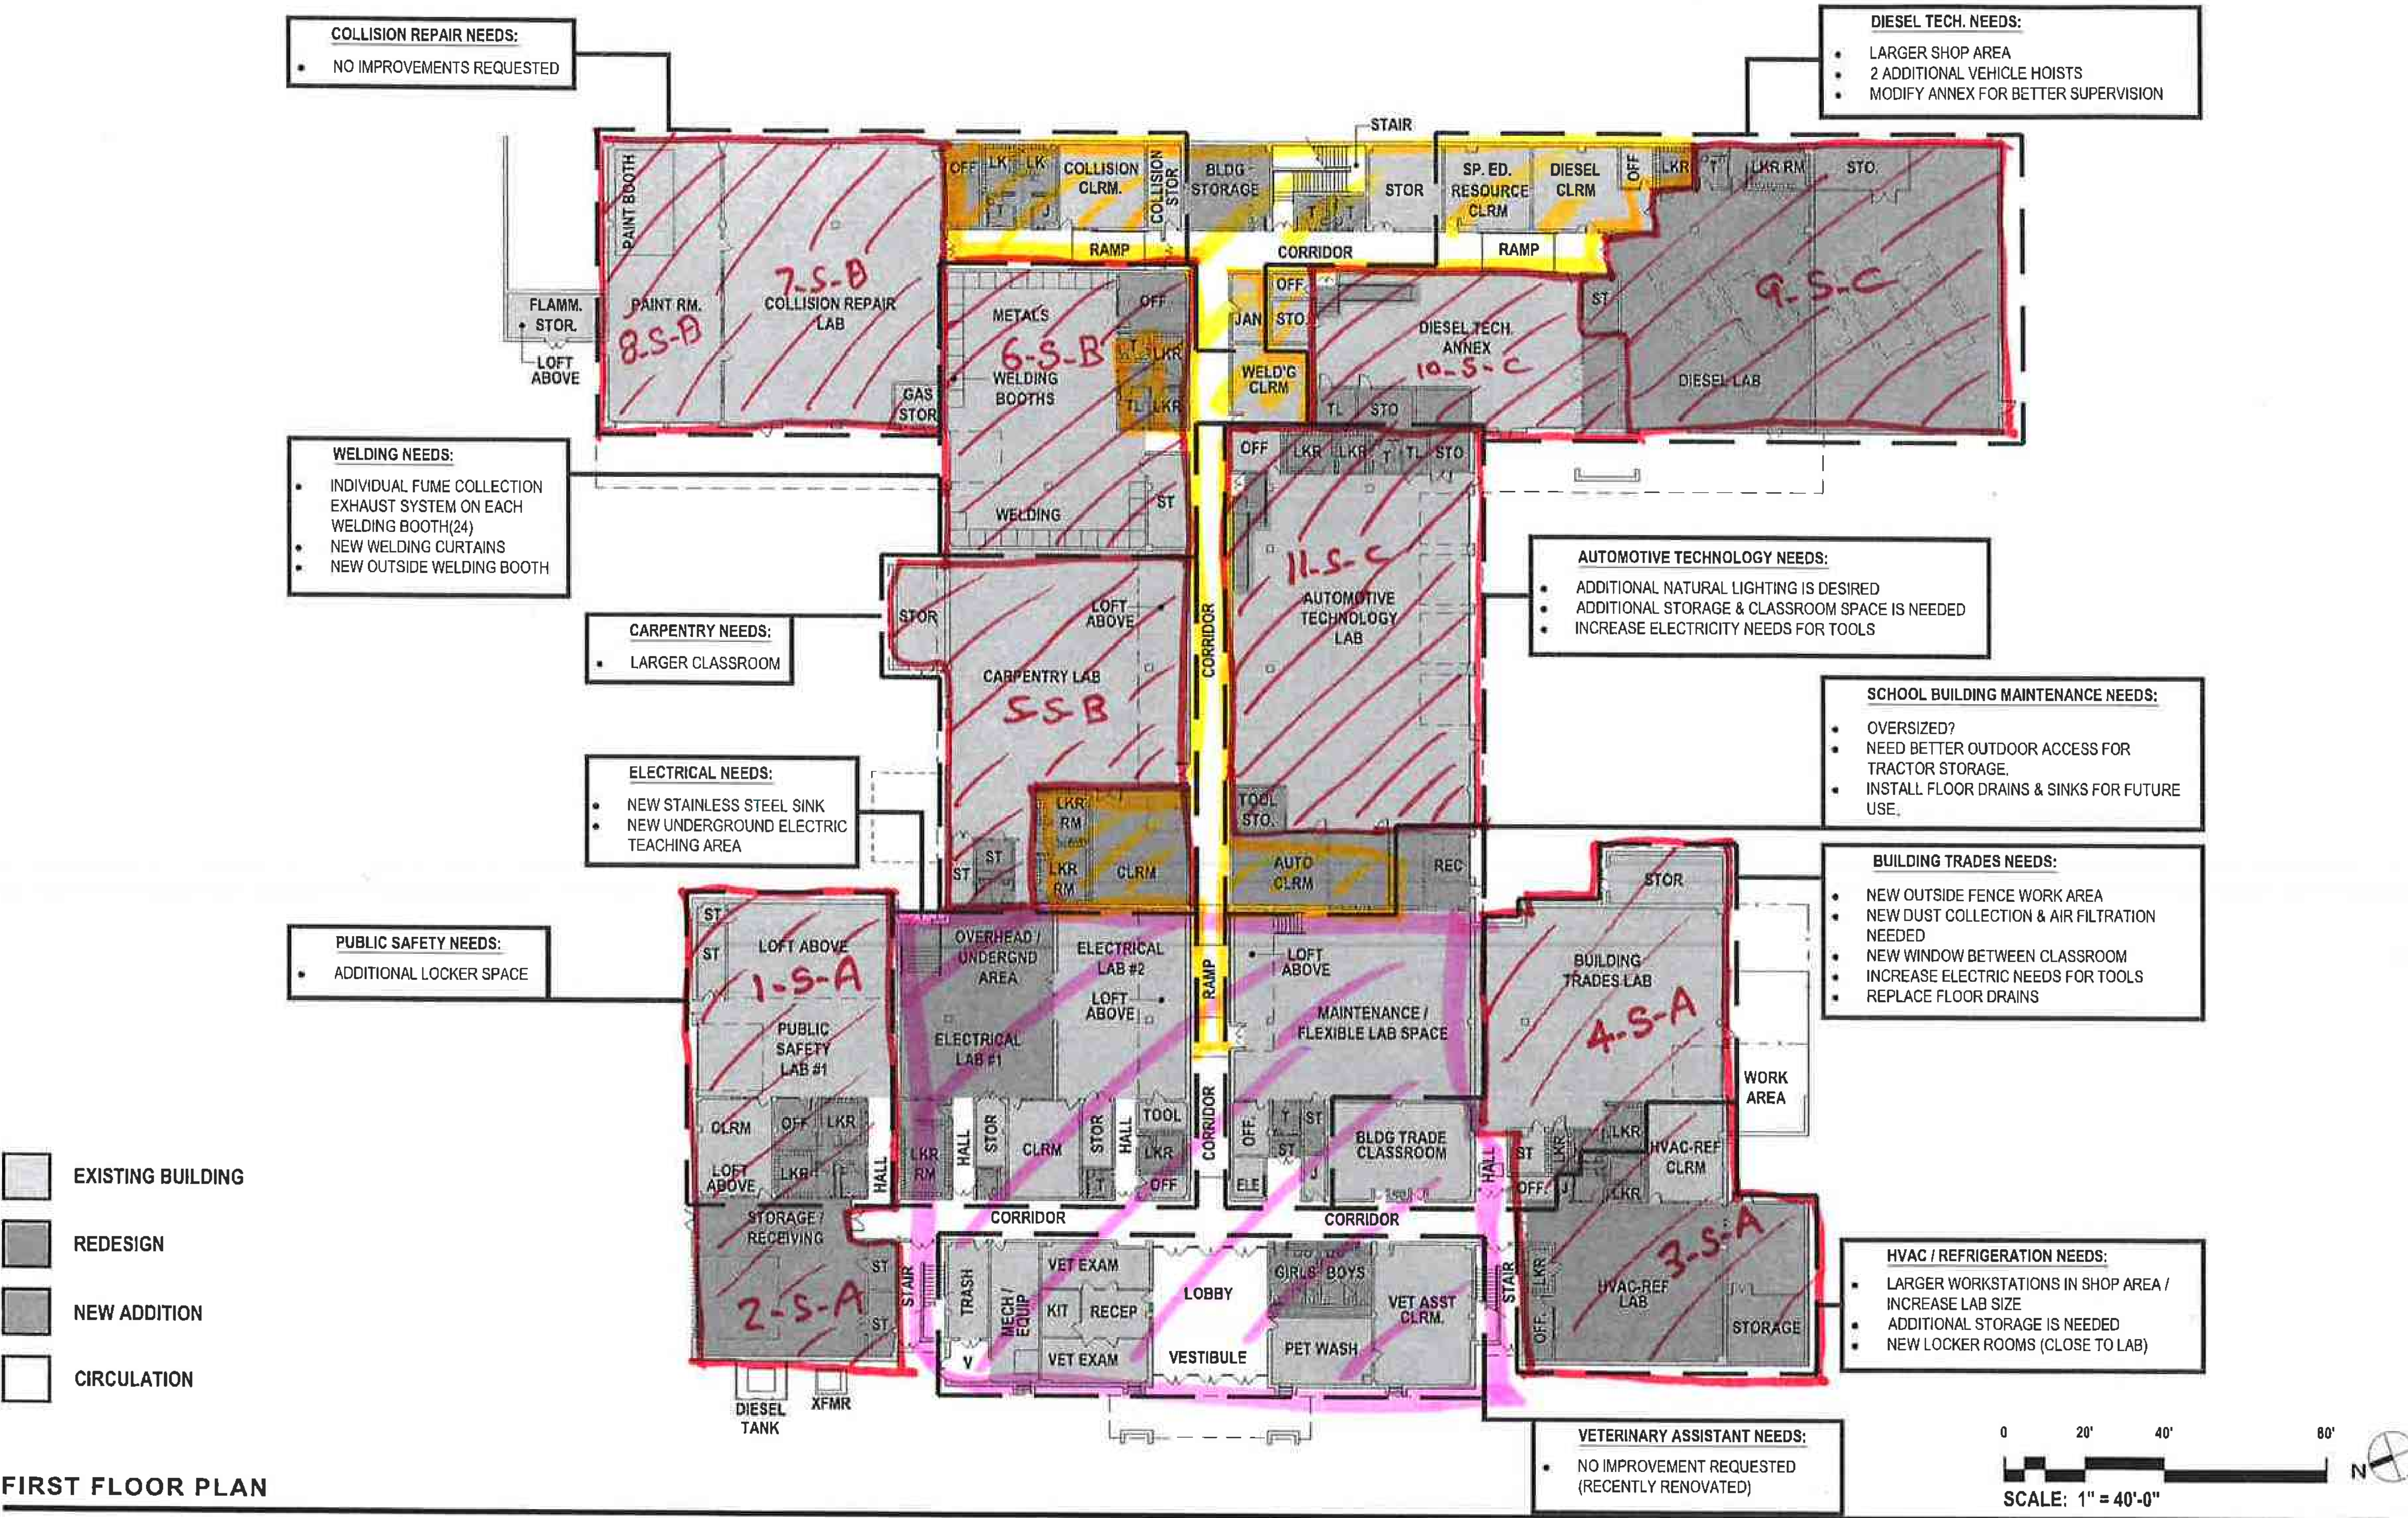 COLLISION REPAIR NEEDS:
• NO IMPROVEMENTS REQUESTED
DIESEL TECH. NEEDS:
• LARGER SHOP AREA
• 2 ADDITIONAL VEHICLE HOISTS
• MODIFY ANNEX FOR BETTER SUPERVISION
STAIR
PAINT BOOTH
OFF
LK
LK
T
J
COLLISION
CLRM.
COLLISION
STOR
BLDG
STORAGE
T
T
STOR
SP. ED.
RESOURCE
CLRM
DIESEL
CLRM
OFF
LKR
T
LKR RM
STO.
RAMP
CORRIDOR
RAMP
7-S-B
COLLISION REPAIR
LAB
PAINT RM.
8-S-B
FLAMM.
STOR.
LOFT
ABOVE
GAS
STOR
METALS
6-S-B
WELDING
BOOTHS
OFF
T
LKR
TL
LKR
WELDING
ST
JAN
OFF
STO
WELD'G
CLRM
DIESEL TECH.
ANNEX
10-S-C
TL
STO
ST
9-S-C
DIESEL LAB
WELDING NEEDS:
• INDIVIDUAL FUME COLLECTION
EXHAUST SYSTEM ON EACH
WELDING BOOTH(24)
• NEW WELDING CURTAINS
• NEW OUTSIDE WELDING BOOTH
OFF
LKR
LKR
T
TL
STO
11-S-C
AUTOMOTIVE
TECHNOLOGY
LAB
CORRIDOR
AUTOMOTIVE TECHNOLOGY NEEDS:
• ADDITIONAL NATURAL LIGHTING IS DESIRED
• ADDITIONAL STORAGE & CLASSROOM SPACE IS NEEDED
• INCREASE ELECTRICITY NEEDS FOR TOOLS
CARPENTRY NEEDS:
• LARGER CLASSROOM
STOR
LOFT
ABOVE
CARPENTRY LAB
5-S-B
SCHOOL BUILDING MAINTENANCE NEEDS:
• OVERSIZED?
• NEED BETTER OUTDOOR ACCESS FOR
TRACTOR STORAGE.
• INSTALL FLOOR DRAINS & SINKS FOR FUTURE
USE.
ELECTRICAL NEEDS:
• NEW STAINLESS STEEL SINK
• NEW UNDERGROUND ELECTRIC
TEACHING AREA
LKR
RM
LKR
RM
CLRM
ST
ST
TOOL
STO.
AUTO
CLRM
REC
STOR
BUILDING TRADES NEEDS:
• NEW OUTSIDE FENCE WORK AREA
• NEW DUST COLLECTION & AIR FILTRATION
NEEDED
• NEW WINDOW BETWEEN CLASSROOM
• INCREASE ELECTRIC NEEDS FOR TOOLS
• REPLACE FLOOR DRAINS
PUBLIC SAFETY NEEDS:
• ADDITIONAL LOCKER SPACE
ST
ST
LOFT ABOVE
1-S-A
PUBLIC
SAFETY
LAB #1
OVERHEAD /
UNDERGND
AREA
ELECTRICAL
LAB #1
ELECTRICAL
LAB #2
LOFT
ABOVE
RAMP
LOFT
ABOVE
MAINTENANCE /
FLEXIBLE LAB SPACE
BUILDING
TRADES LAB
4-S-A
WORK
AREA
CLRM
OFF
LKR
LOFT
ABOVE
LKR
T
HALL
LKR
RM
HALL
STOR
CLRM
STOR
T
HALL
TOOL
LKR
OFF
CORRIDOR
OFF.
T
ST
ST
J
ELE
BLDG TRADE
CLASSROOM
HALL
ST
LKR
LKR
OFF.
J
LKR
HVAC-REF
CLRM
EXISTING BUILDING
REDESIGN
NEW ADDITION
CIRCULATION
STORAGE /
RECEIVING
CORRIDOR
CORRIDOR
2-S-A
ST
ST
STAIR
TRASH
V
MECH /
EQUIP
VET EXAM
KIT
RECEP
VET EXAM
LOBBY
VESTIBULE
GIRLS
BOYS
PET WASH
VET ASST
CLRM.
STAIR
LKR
OFF.
3-S-A
HVAC-REF
LAB
STORAGE
HVAC / REFRIGERATION NEEDS:
• LARGER WORKSTATIONS IN SHOP AREA /
INCREASE LAB SIZE
• ADDITIONAL STORAGE IS NEEDED
• NEW LOCKER ROOMS (CLOSE TO LAB)
DIESEL
TANK
XFMR
VETERINARY ASSISTANT NEEDS:
• NO IMPROVEMENT REQUESTED
(RECENTLY RENOVATED)
0 20' 40' 80'
N
SCALE: 1" = 40'-0"
FIRST FLOOR PLAN